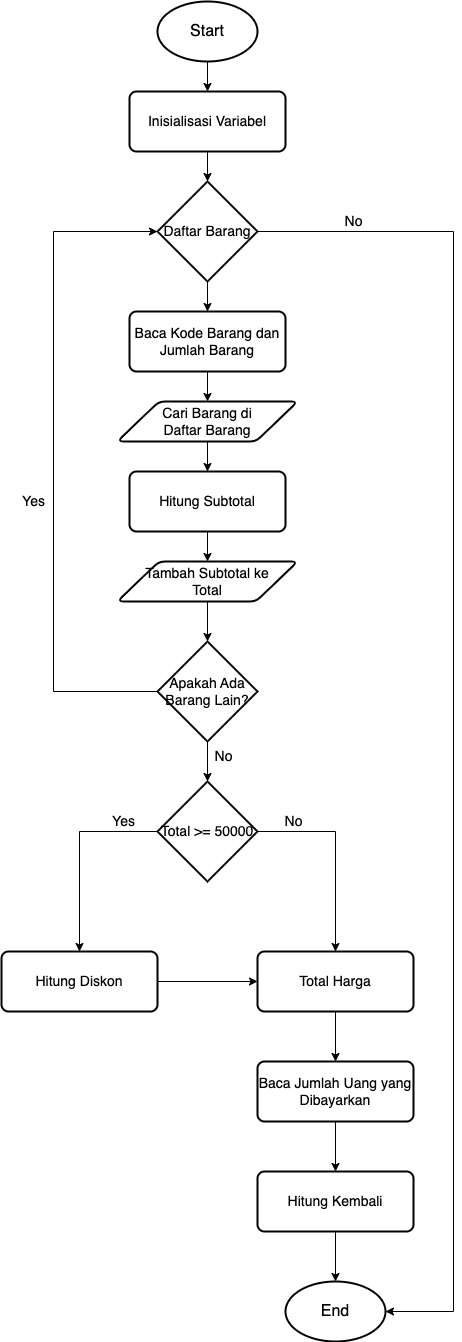 Start
Inisialisasi Variabel
Daftar Barang
No
Baca Kode Barang dan
Jumlah Barang
Cari Barang di
Daftar Barang
Yes
Hitung Subtotal
Tambah Subtotal ke
Total
Apakah Ada
Barang Lain?
No
Yes
Total >= 50000
No
Hitung Diskon
Total Harga
Baca Jumlah Uang yang
Dibayarkan
Hitung Kembali
End